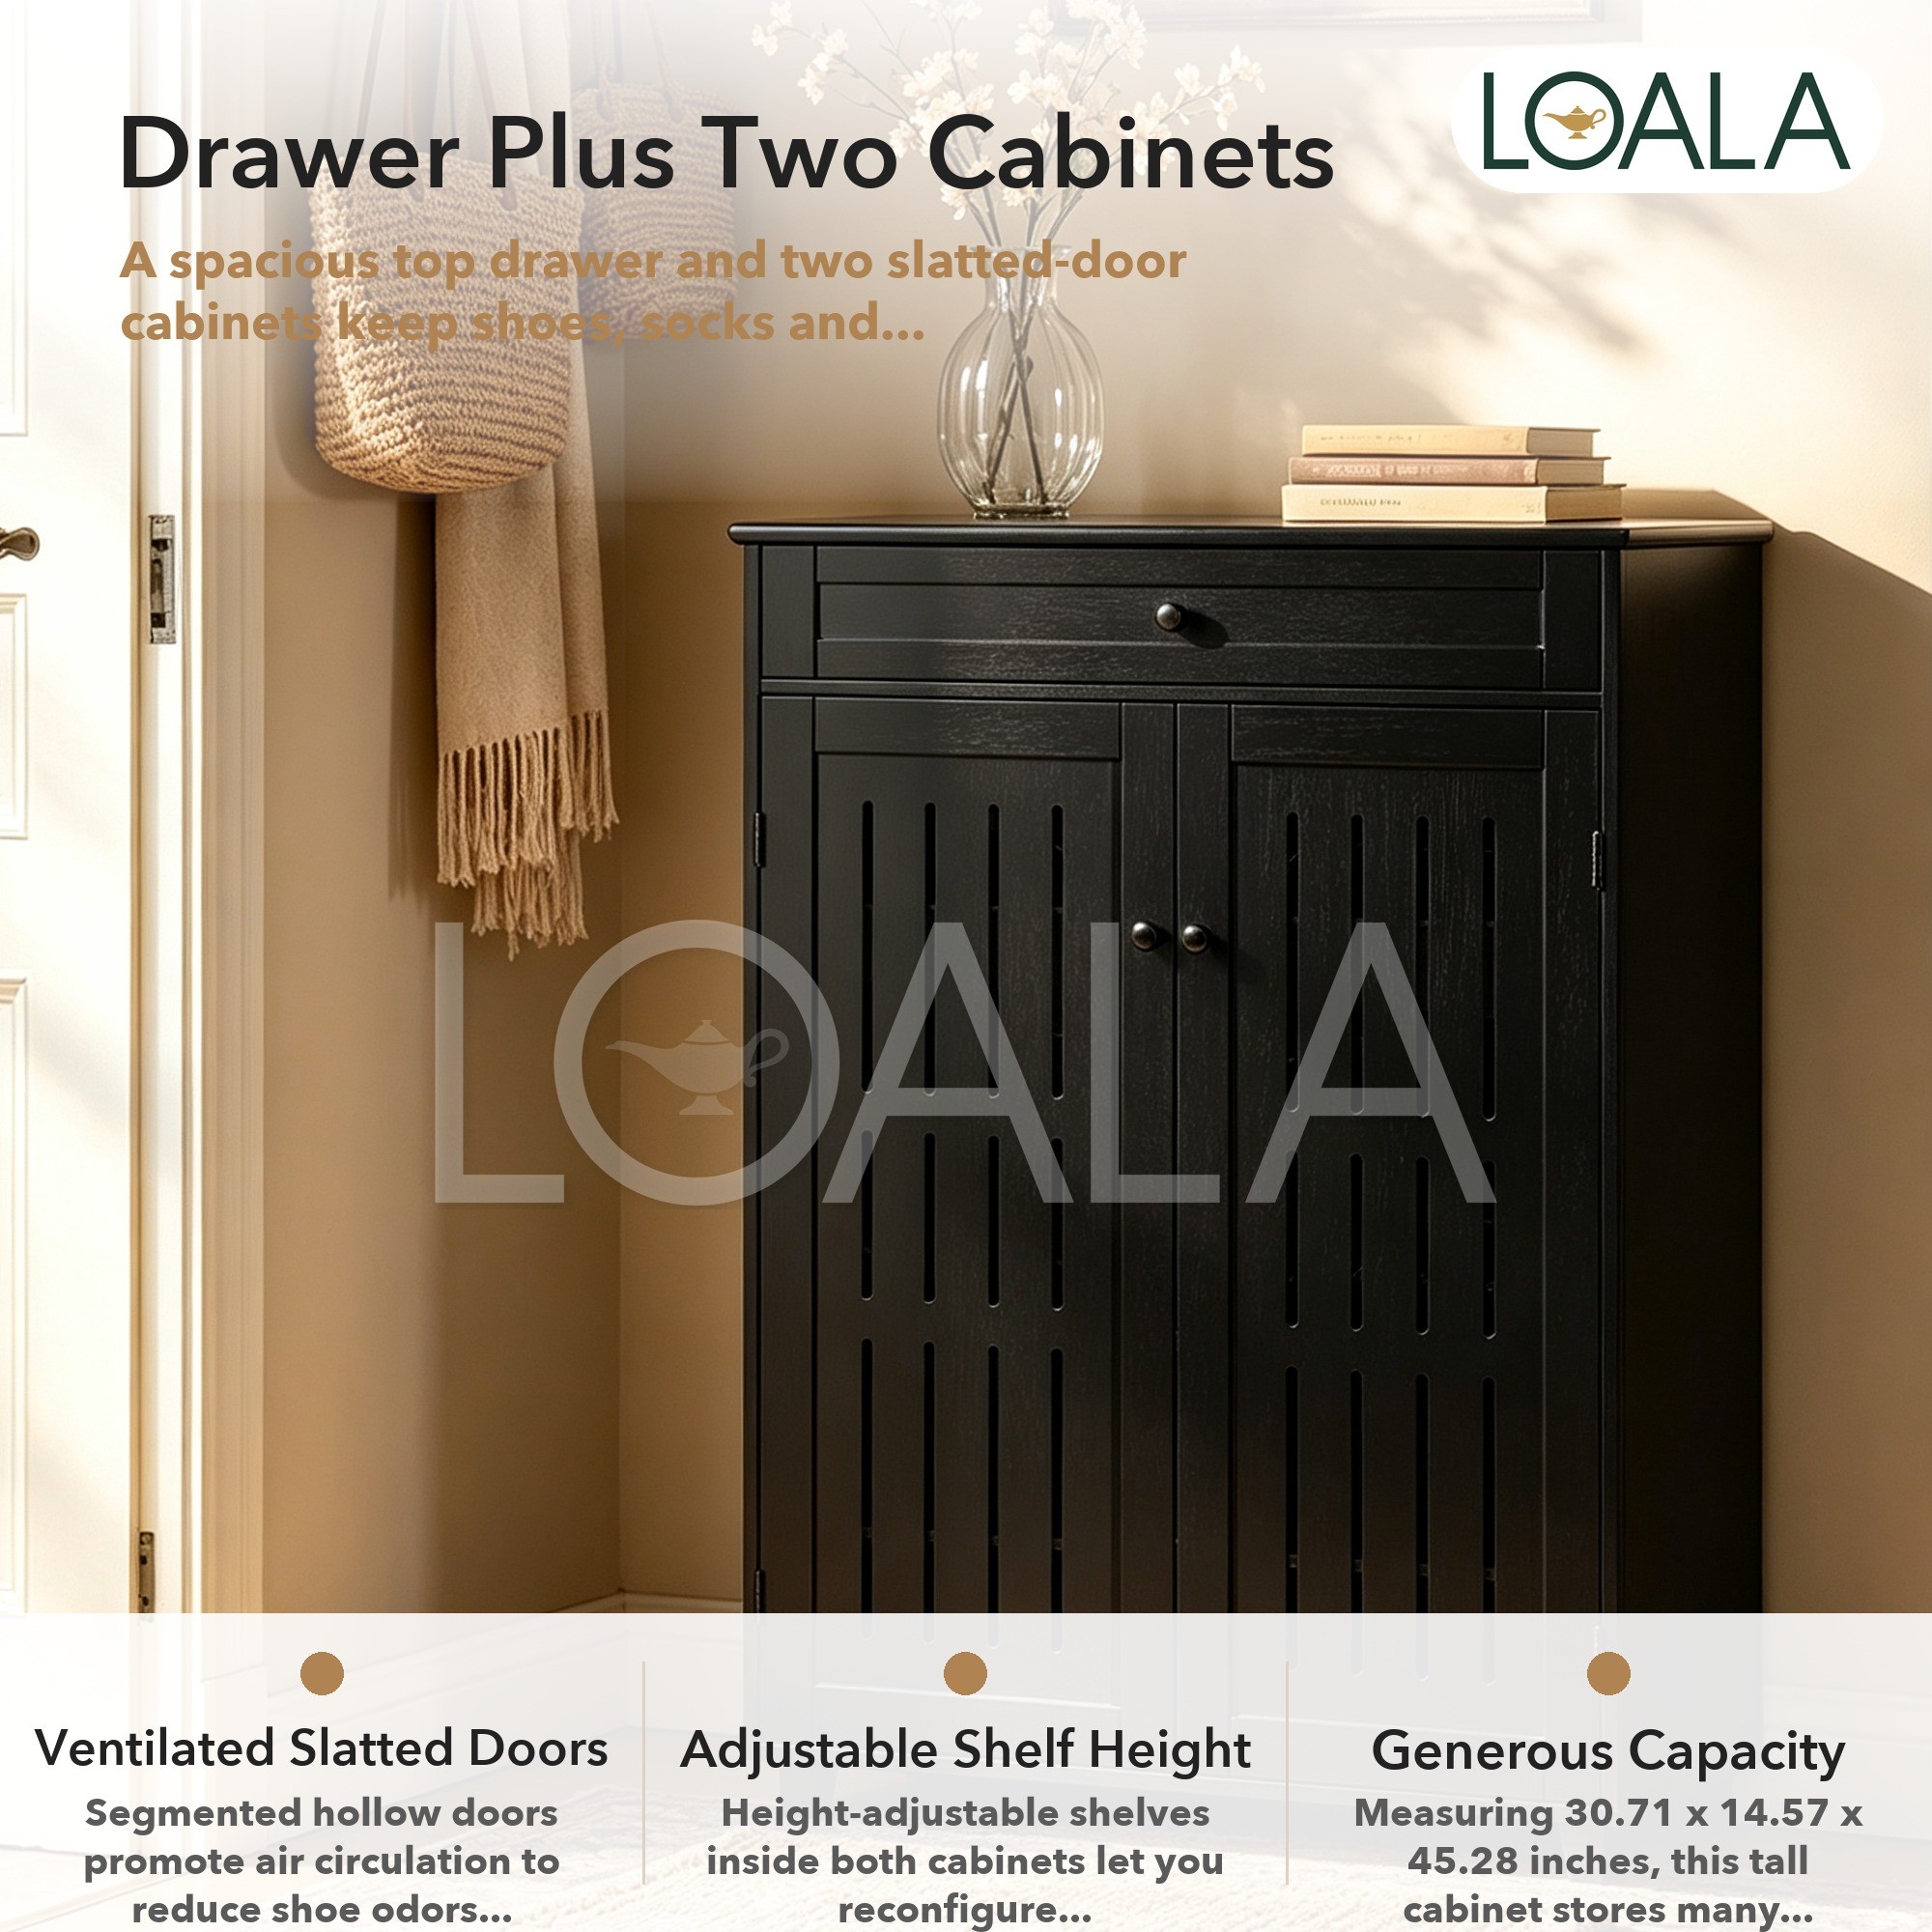 Drawer Plus Two Cabinets
LOALA
A spacious top drawer and two slatted-door
cabinets keep shoes, socks and...
LOALA
Ventilated Slatted Doors
Segmented hollow doors
promote air circulation to
reduce shoe odors...
Adjustable Shelf Height
Height-adjustable shelves
inside both cabinets let you
reconfigure...
Generous Capacity
Measuring 30.71 x 14.57 x
45.28 inches, this tall
cabinet stores many...